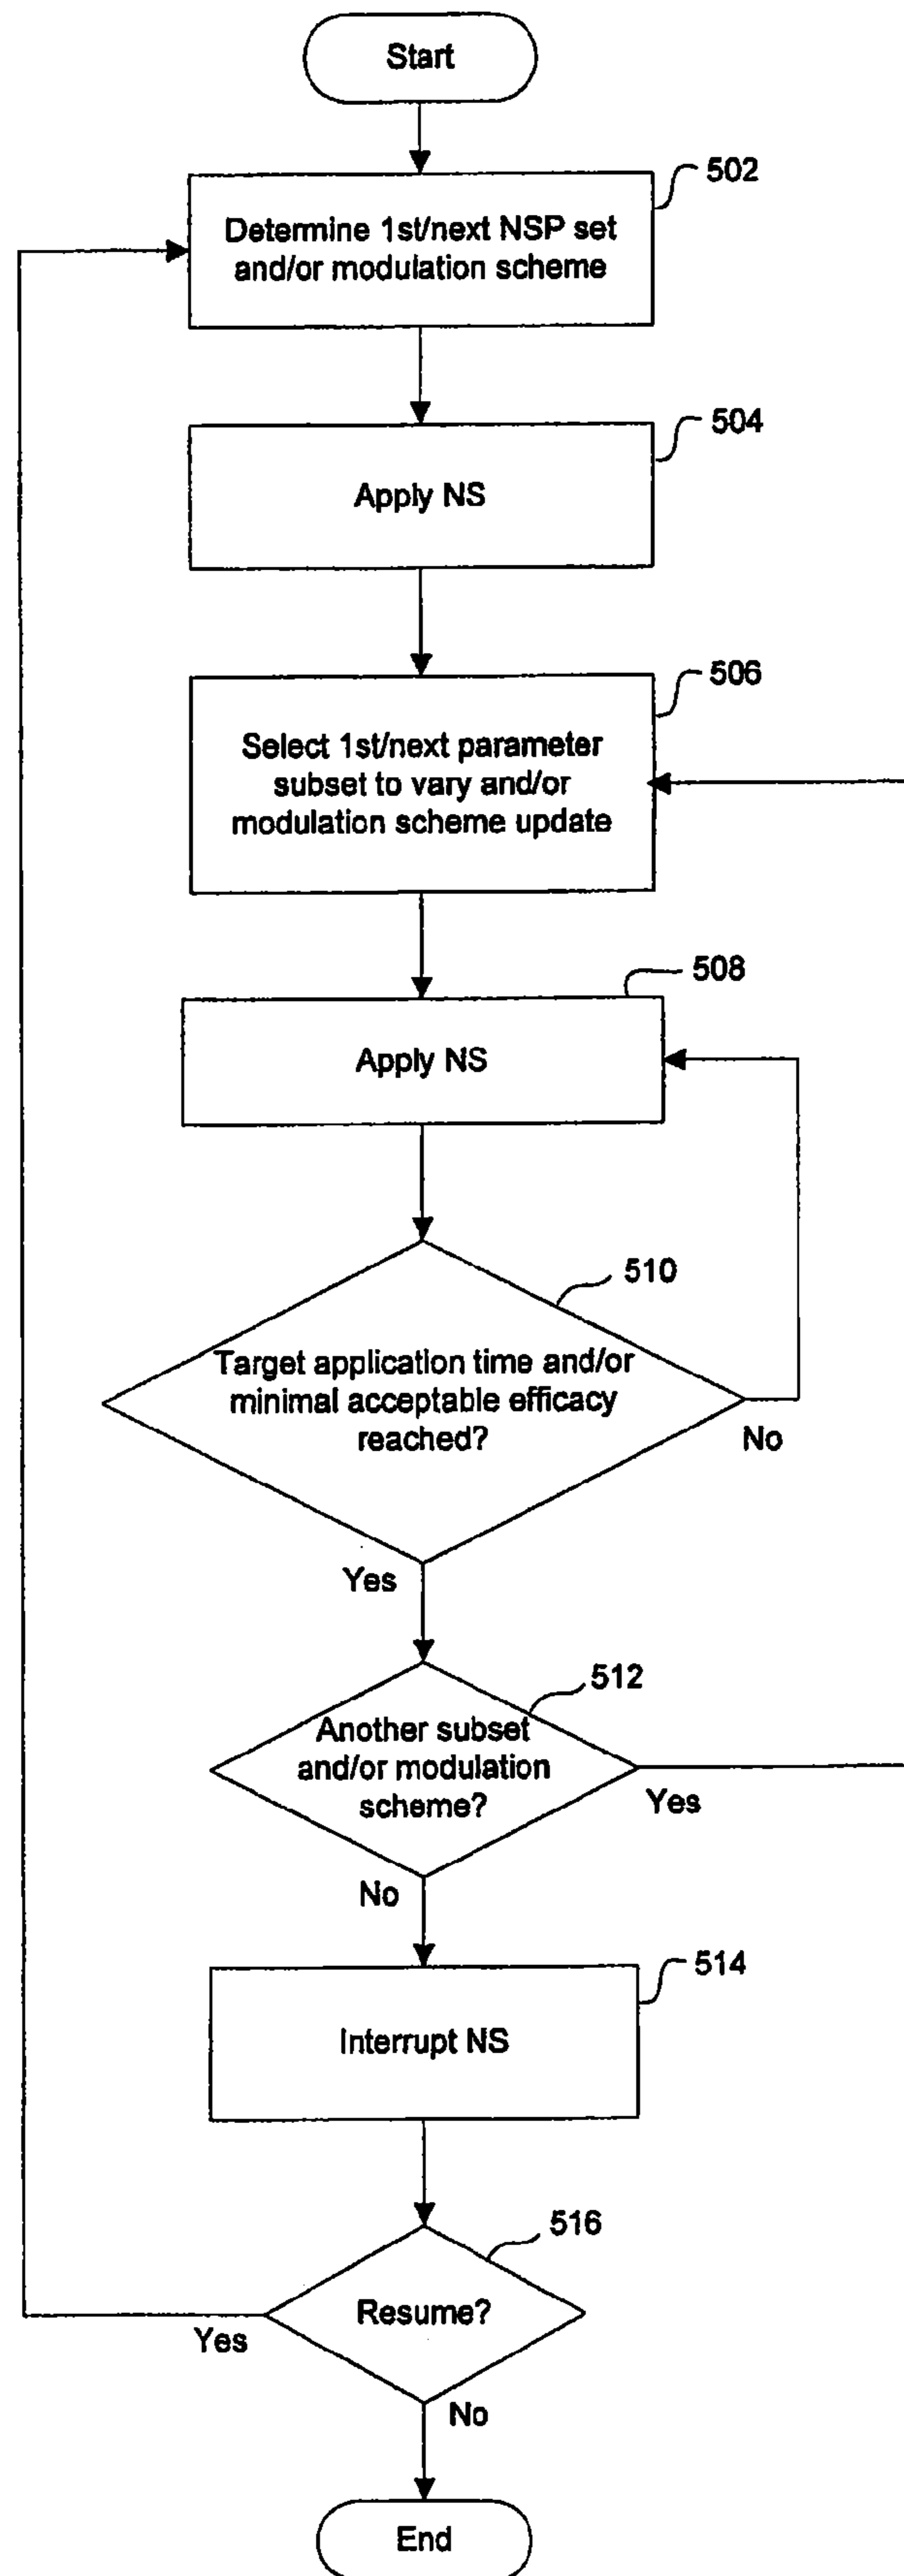 Start
502
Determine 1st/next NSP set
and/or modulation scheme
504
Apply NS
506
Select 1st/next parameter
subset to vary and/or
modulation scheme update
508
Apply NS
510
Target application time and/or
minimal acceptable efficacy
reached?
No
Yes
512
Another subset
and/or modulation
scheme?
Yes
No
514
Interrupt NS
516
Resume?
Yes
No
End